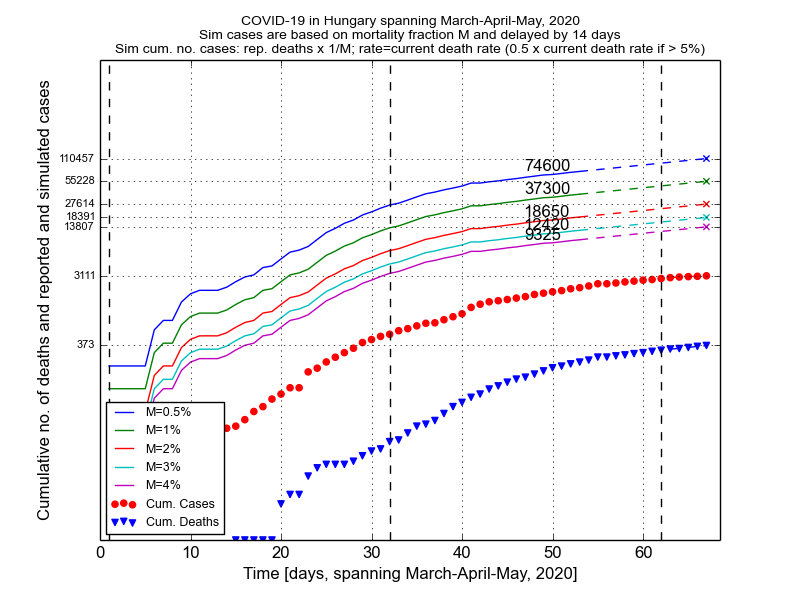 COVID-19 in Hungary spanning March-April-May, 2020
Sim cases are based on mortality fraction M and delayed by 14 days
Sim cum. no. cases: rep. deaths x 1/M; rate=current death rate (0.5 x current death rate if > 5%)
Cumulative no. of deaths and reported and simulated cases
110457
55228
27614
18391
13807
3111
373
74600
37300
18650
12420
9325
M=0.5%
M=1%
M=2%
M=3%
M=4%
Cum. Cases
Cum. Deaths
0 10 20 30 40 50 60
Time [days, spanning March-April-May, 2020]